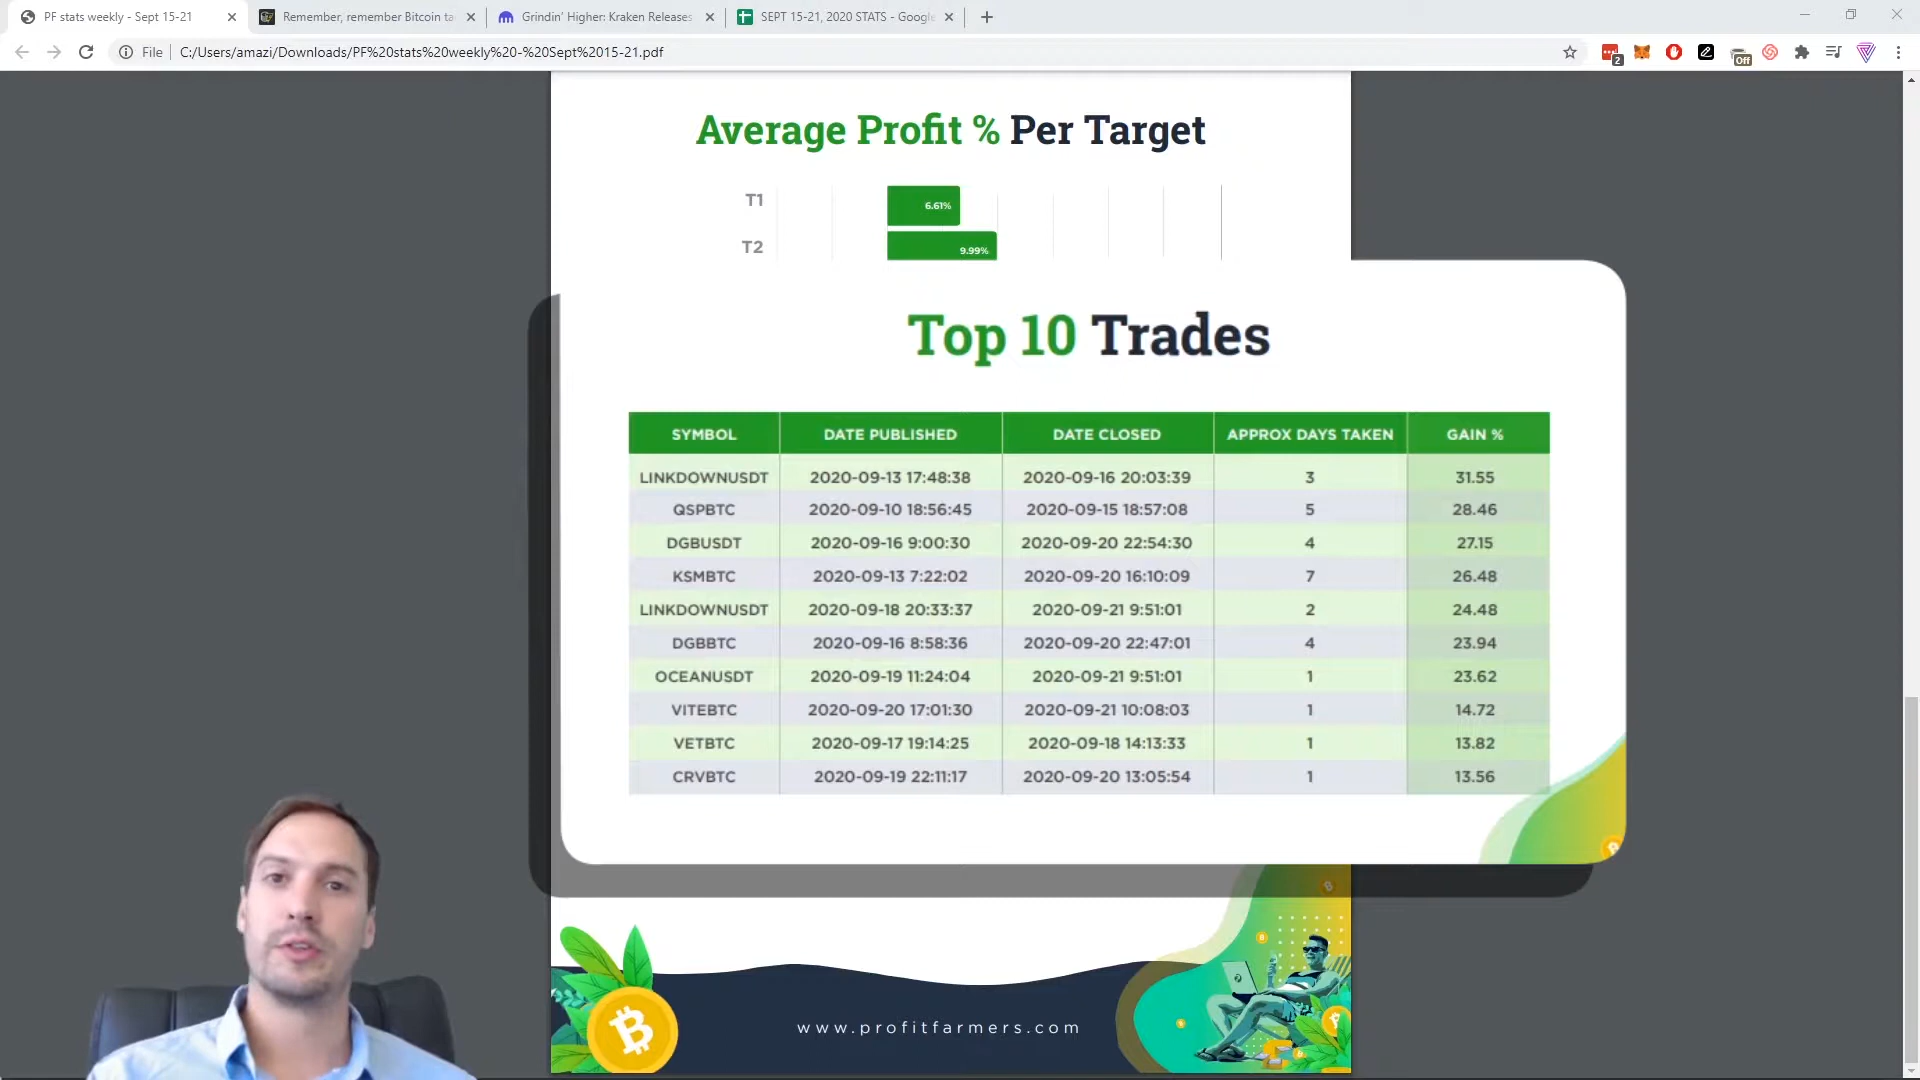 PF stats weekly - Sept 15-21
Remember, remember Bitcoin ta
Grindin' Higher: Kraken Releases
SEPT 15-21, 2020 STATS - Google
File
C:/Users/amazi/Downloads/PF%20stats%20weekly%20-%20Sept%2015-21.pdf
2
Off
Average Profit % Per Target
T1
6.61%
T2
9.99%
Top 10 Trades
SYMBOL DATE PUBLISHED DATE CLOSED APPROX DAYS TAKEN GAIN %
LINKDOWNUSDT 2020-09-13 17:48:38 2020-09-16 20:03:39 3 31.55
QSPBTC 2020-09-10 18:56:45 2020-09-15 18:57:08 5 28.46
DGBUSDT 2020-09-16 9:00:30 2020-09-20 22:54:30 4 27.15
KSMBTC 2020-09-13 7:22:02 2020-09-20 16:10:09 7 26.48
LINKDOWNUSDT 2020-09-18 20:33:37 2020-09-21 9:51:01 2 24.48
DGBBTC 2020-09-16 8:58:36 2020-09-20 22:47:01 4 23.94
OCEANUSDT 2020-09-19 11:24:04 2020-09-21 9:51:01 1 23.62
VITEBTC 2020-09-20 17:01:30 2020-09-21 10:08:03 1 14.72
VETBTC 2020-09-17 19:14:25 2020-09-18 14:13:33 1 13.82
CRVBTC 2020-09-19 22:11:17 2020-09-20 13:05:54 1 13.56
www.profitfarmers.com